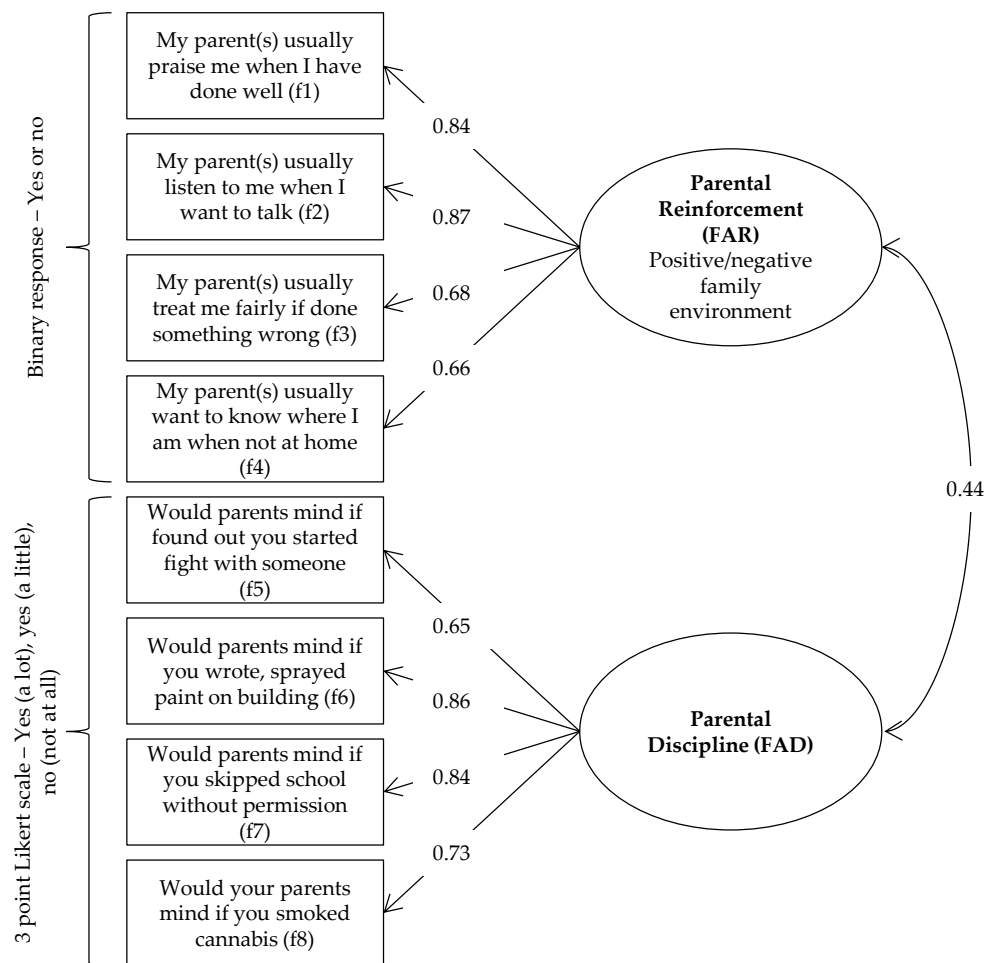 Binary response – Yes or no
My parent(s) usually
praise me when I have
done well (f1)
My parent(s) usually
listen to me when I
want to talk (f2)
My parent(s) usually
treat me fairly if done
something wrong (f3)
My parent(s) usually
want to know where I
am when not at home
(f4)
3 point Likert scale – Yes (a lot), yes (a little),
no (not at all)
Would parents mind if
found out you started
fight with someone
(f5)
Would parents mind if
you wrote, sprayed
paint on building (f6)
Would parents mind if
you skipped school
without permission
(f7)
Would your parents
mind if you smoked
cannabis (f8)
0.84
0.87
0.68
0.66
0.65
0.86
0.84
0.73
Parental
Reinforcement
(FAR)
Positive/negative
family
environment
Parental
Discipline (FAD)
0.44